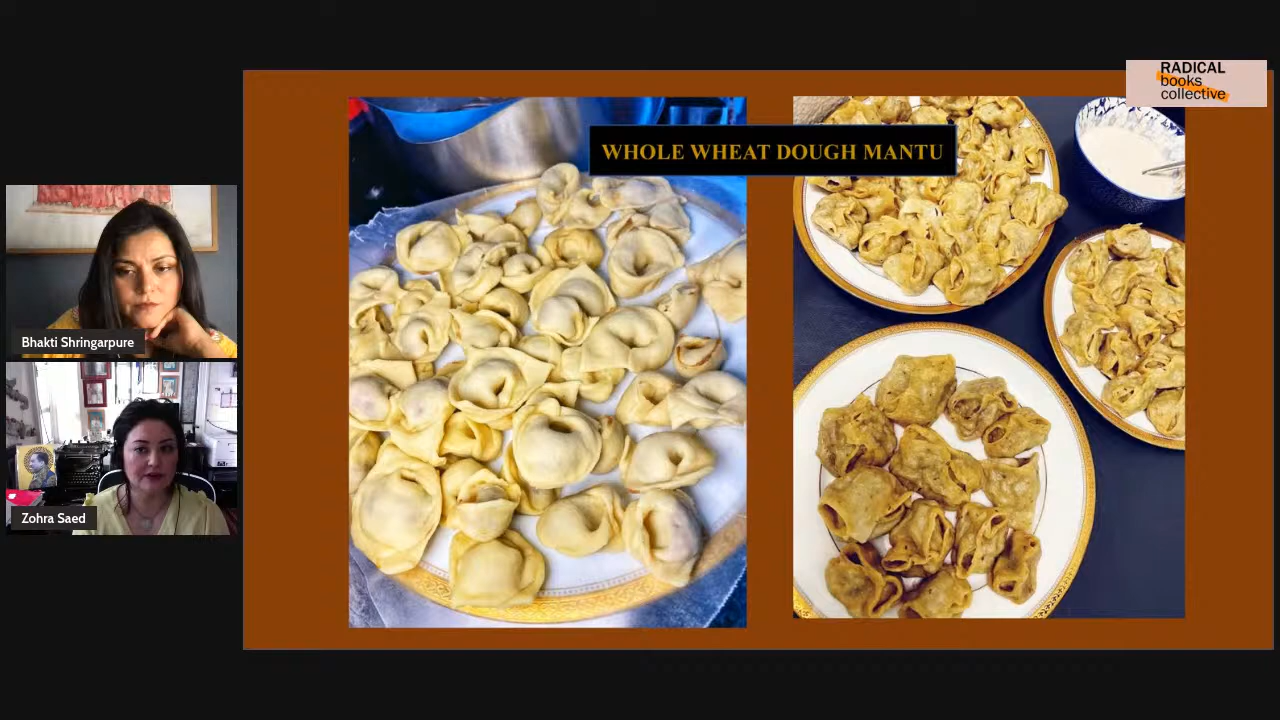 RADICAL
books
collective
WHOLE WHEAT DOUGH MANTU
Bhakti Shringarpure
Zohra Saed